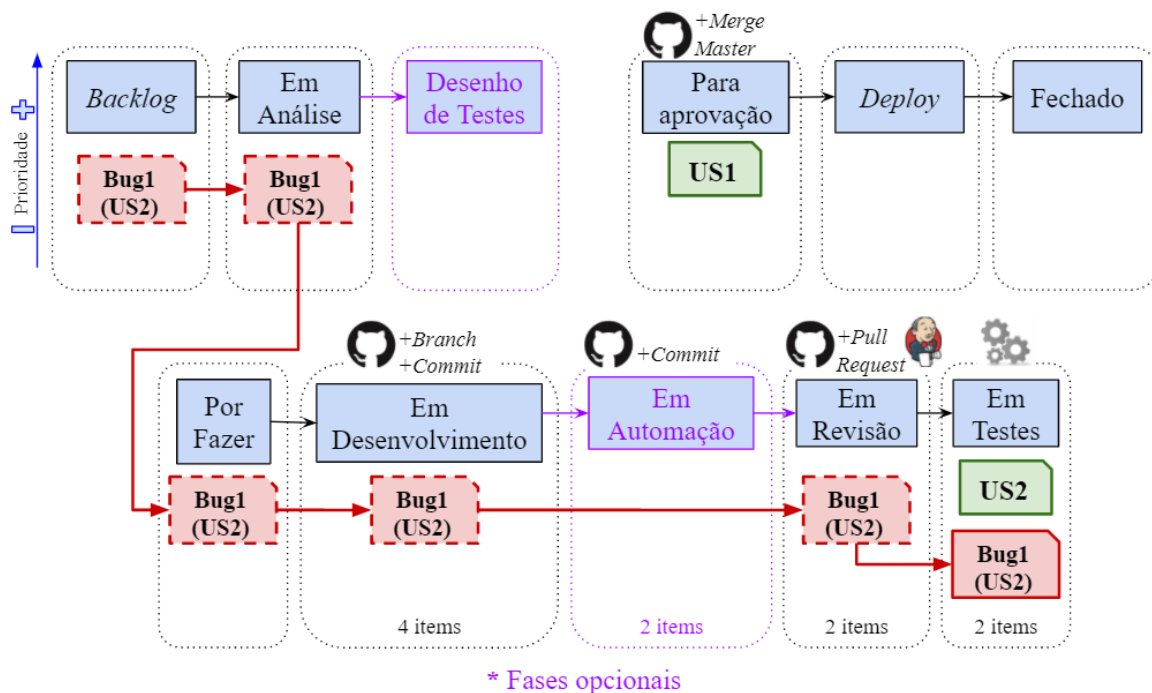 +Merge
Master
Prioridade
Backlog
Em
Análise
Desenho
de Testes
Para
aprovação
Deploy
Fechado
Bug1
(US2)
Bug1
(US2)
US1
+Branch
+Commit
+Commit
+Pull
Request
Por
Fazer
Em
Desenvolvimento
Em
Automação
Em
Revisão
Em
Testes
Bug1
(US2)
Bug1
(US2)
Bug1
(US2)
US2
Bug1
(US2)
4 items
2 items
2 items
2 items
* Fases opcionais